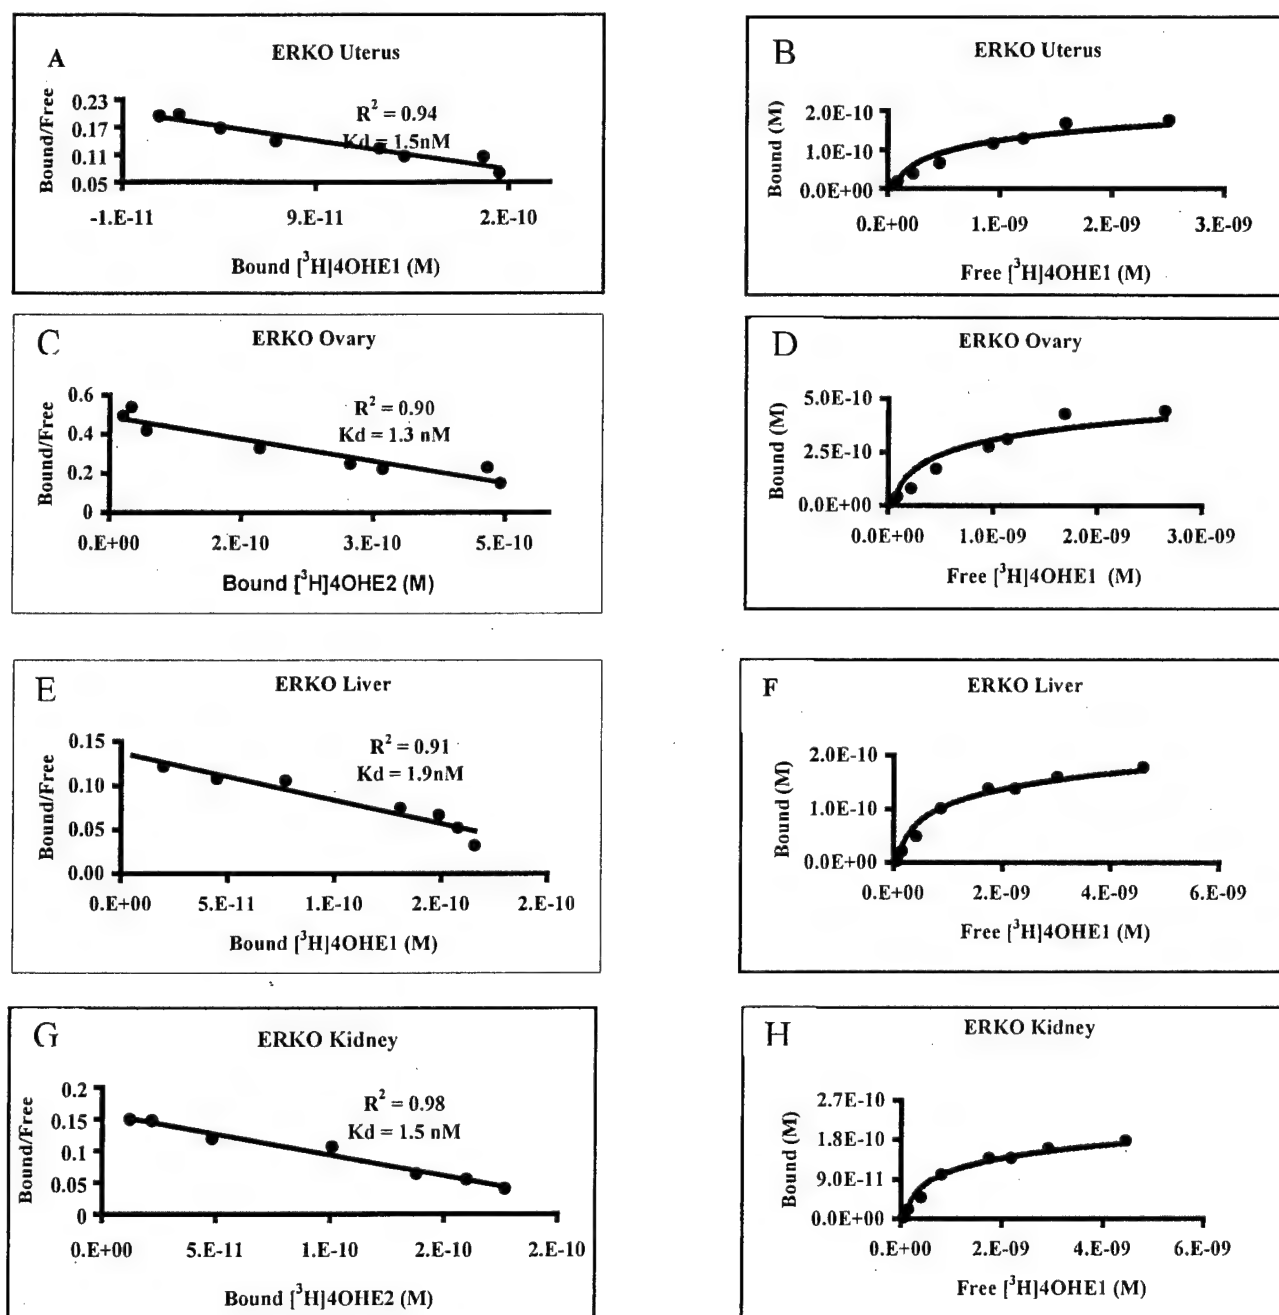 A
ERKO Uterus
R² = 0.94
Kd = 1.5nM
Bound/Free
0.23
0.17
0.11
0.05
-1.E-11 9.E-11 2.E-10
Bound [³H]4OHE1 (M)
B
ERKO Uterus
Bound (M)
2.0E-10
1.0E-10
0.0E+00
0.E+00 1.E-09 2.E-09 3.E-09
Free [³H]4OHE1 (M)
C
ERKO Ovary
R² = 0.90
Kd = 1.3 nM
Bound/Free
0.6
0.4
0.2
0
0.E+00 2.E-10 3.E-10 5.E-10
Bound [³H]4OHE2 (M)
D
ERKO Ovary
Bound (M)
5.0E-10
2.5E-10
0.0E+00
0.0E+00 1.0E-09 2.0E-09 3.0E-09
Free [³H]4OHE1 (M)
E
ERKO Liver
R² = 0.91
Kd = 1.9nM
Bound/Free
0.15
0.10
0.05
0.00
0.E+00 5.E-11 1.E-10 2.E-10 2.E-10
Bound [³H]4OHE1 (M)
F
ERKO Liver
Bound (M)
2.0E-10
1.0E-10
0.0E+00
0.E+00 2.E-09 4.E-09 6.E-09
Free [³H]4OHE1 (M)
G
ERKO Kidney
R² = 0.98
Kd = 1.5 nM
Bound/Free
0.2
0.15
0.1
0.05
0
0.E+00 5.E-11 1.E-10 2.E-10 2.E-10
Bound [³H]4OHE2 (M)
H
ERKO Kidney
Bound (M)
2.7E-10
1.8E-10
9.0E-11
0.0E+00
0.E+00 2.E-09 4.E-09 6.E-09
Free [³H]4OHE1 (M)